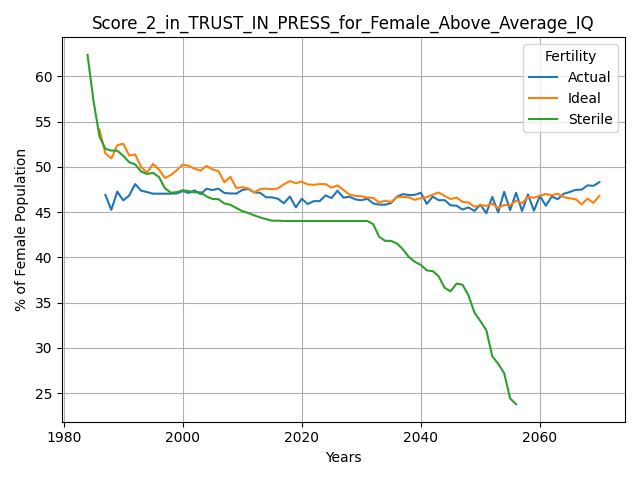 Score_2_in_TRUST_IN_PRESS_for_Female_Above_Average_IQ
Fertility
Actual
Ideal
Sterile
% of Female Population
60
55
50
45
40
35
30
25
1980
2000
2020
2040
2060
Years